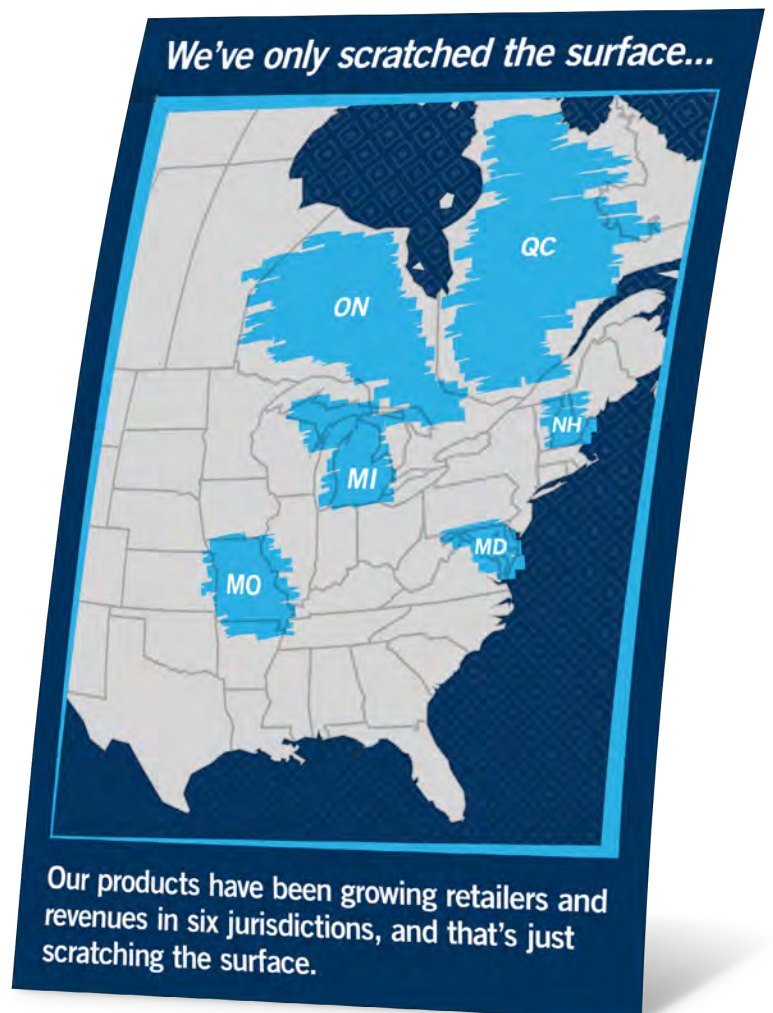 We've only scratched the surface...
QC
ON
NH
MI
MD
MO
Our products have been growing retailers and
revenues in six jurisdictions, and that's just
scratching the surface.